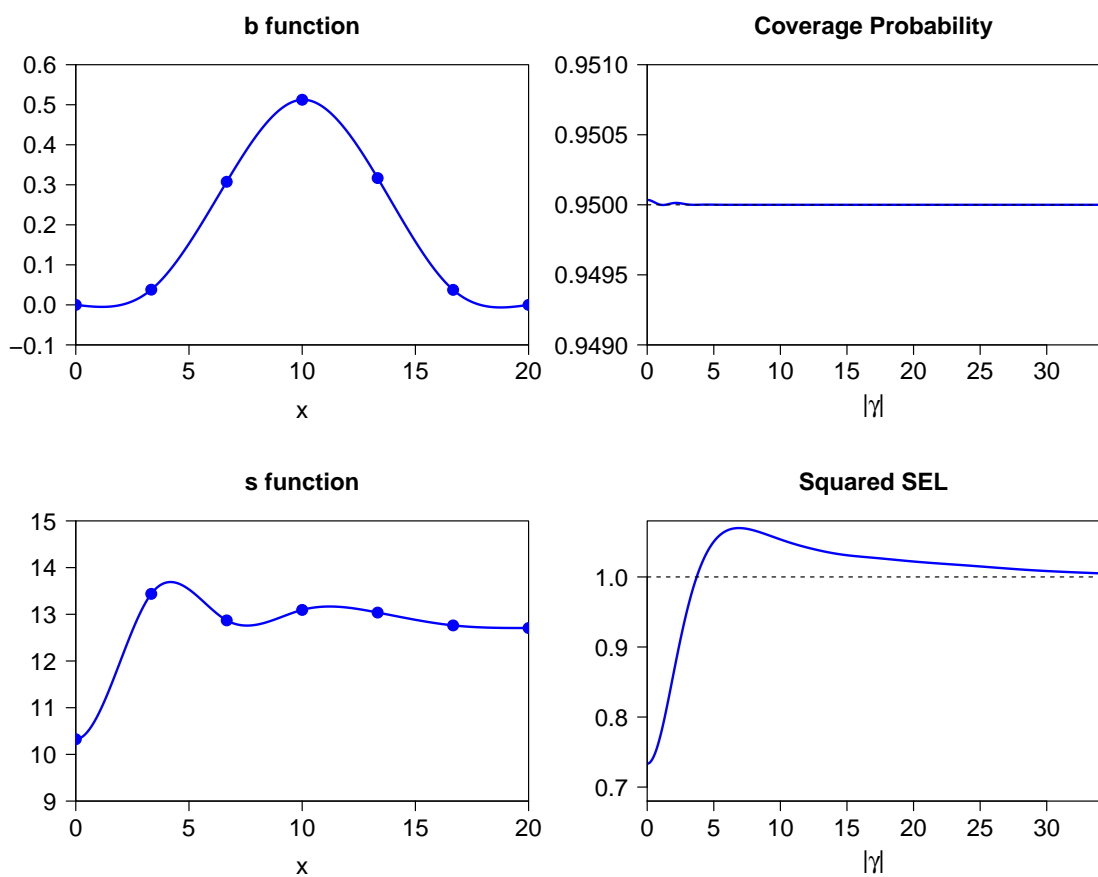 b function
0.6
0.5
0.4
0.3
0.2
0.1
0.0
−0.1
0 5 10 15 20
x
Coverage Probability
0.9510
0.9505
0.9500
0.9495
0.9490
0 5 10 15 20 25 30
|γ|
s function
15
14
13
12
11
10
9
0 5 10 15 20
x
Squared SEL
1.0
0.9
0.8
0.7
0 5 10 15 20 25 30
|γ|